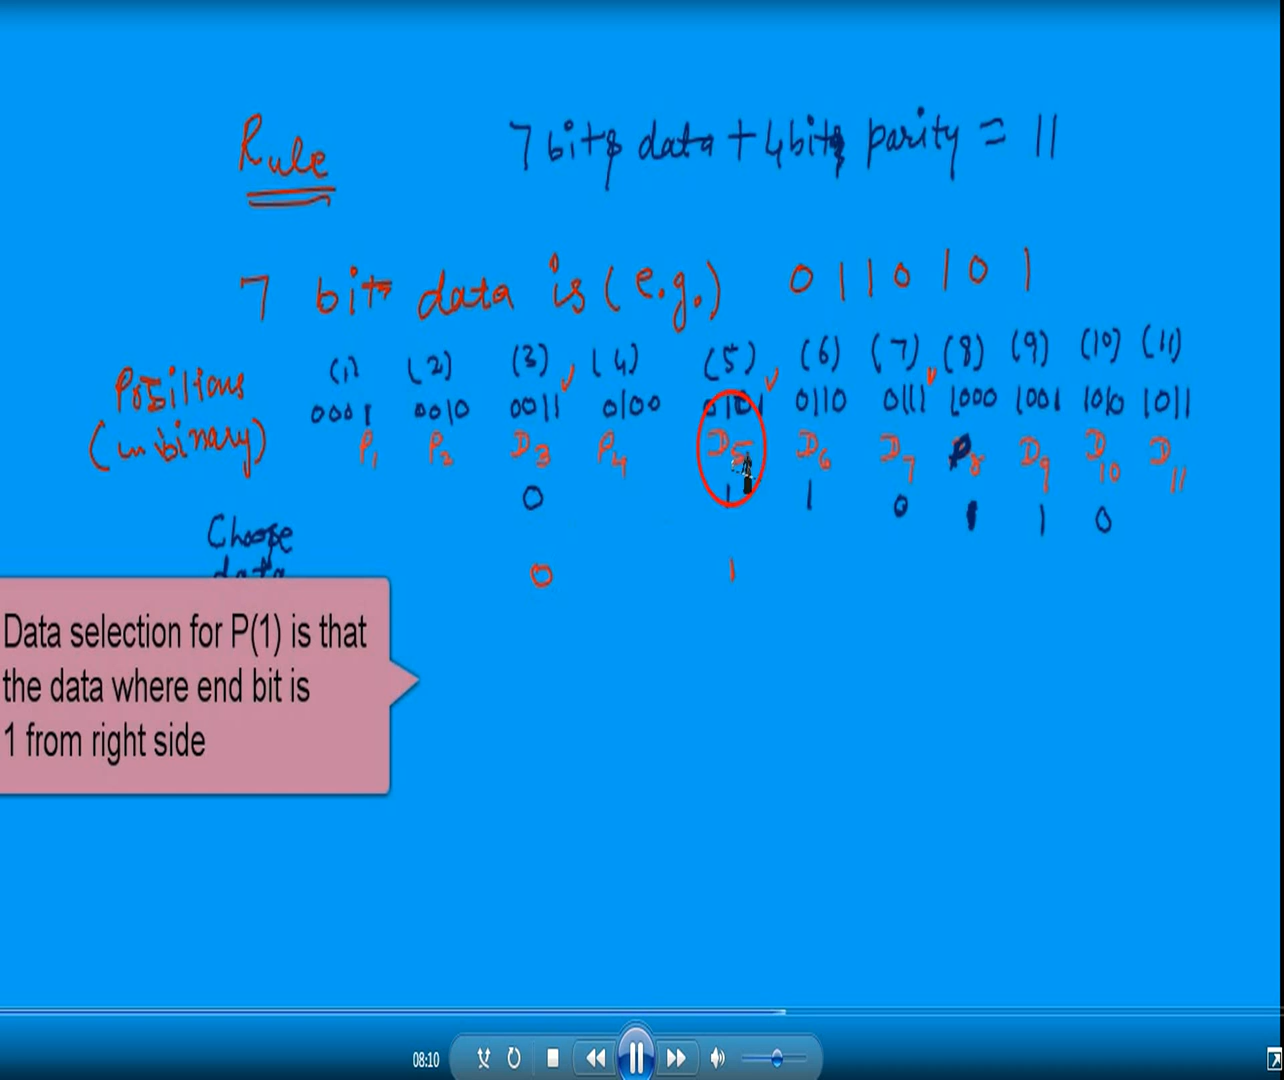 Rule
7 bits data + 4 bits parity = 11
7 bits data is (e.g.) 0 1 1 0 1 0 1
(1) (2) (3) (4) (5) (6) (7) (8) (9) (10) (11)
Positions 0001 0010 0011 0100 0101 0110 0111 1000 1001 1010 1011
(in binary) P1 P2 D3 P4 D5 D6 D7 P8 D9 D10 D11
0 1 1 0 1 0
Choose
data
0 1
Data selection for P(1) is that
the data where end bit is
1 from right side
08:10